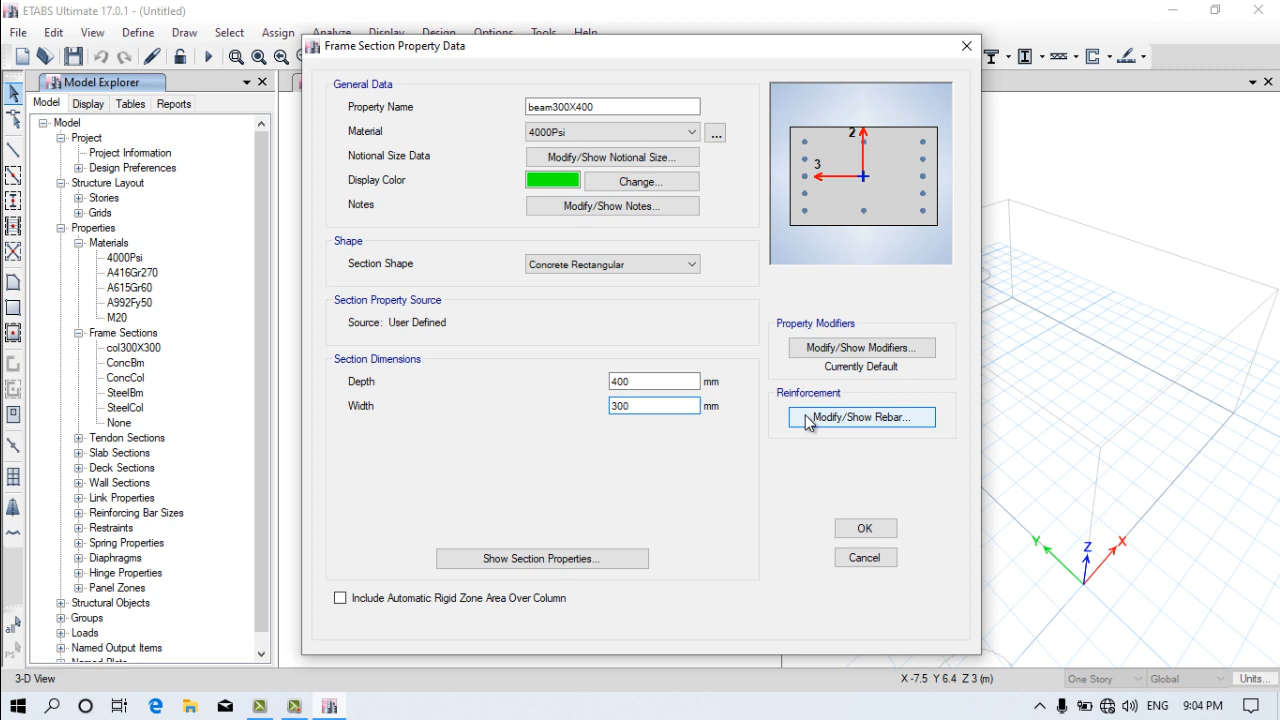 ETABS Ultimate 17.0.1 - (Untitled)
File Edit View Define Draw Select Assign Analyze Display Design Options Tools Help
Frame Section Property Data
Model Explorer
Model Display Tables Reports
Model
Project
Project Information
Design Preferences
Structure Layout
Stories
Grids
Properties
Materials
4000Psi
A416Gr270
A615Gr60
A992Fy50
M20
Frame Sections
col300X300
ConcBm
ConcCol
SteelBm
SteelCol
None
Tendon Sections
Slab Sections
Deck Sections
Wall Sections
Link Properties
Reinforcing Bar Sizes
Restraints
Spring Properties
Diaphragms
Hinge Properties
Panel Zones
Structural Objects
Groups
Loads
Named Output Items
Named Plots
General Data
Property Name beam300X400
Material 4000Psi ...
Notional Size Data Modify/Show Notional Size...
Display Color Change...
Notes Modify/Show Notes...
Shape
Section Shape Concrete Rectangular
Section Property Source
Source: User Defined
Section Dimensions
Depth 400 mm
Width 300 mm
Show Section Properties...
Include Automatic Rigid Zone Area Over Column
2
3
Property Modifiers
Modify/Show Modifiers...
Currently Default
Reinforcement
Modify/Show Rebar...
OK
Cancel
Y Z X
3-D View X -7.5 Y 6.4 Z 3 (m) One Story Global Units...
ENG 9:04 PM